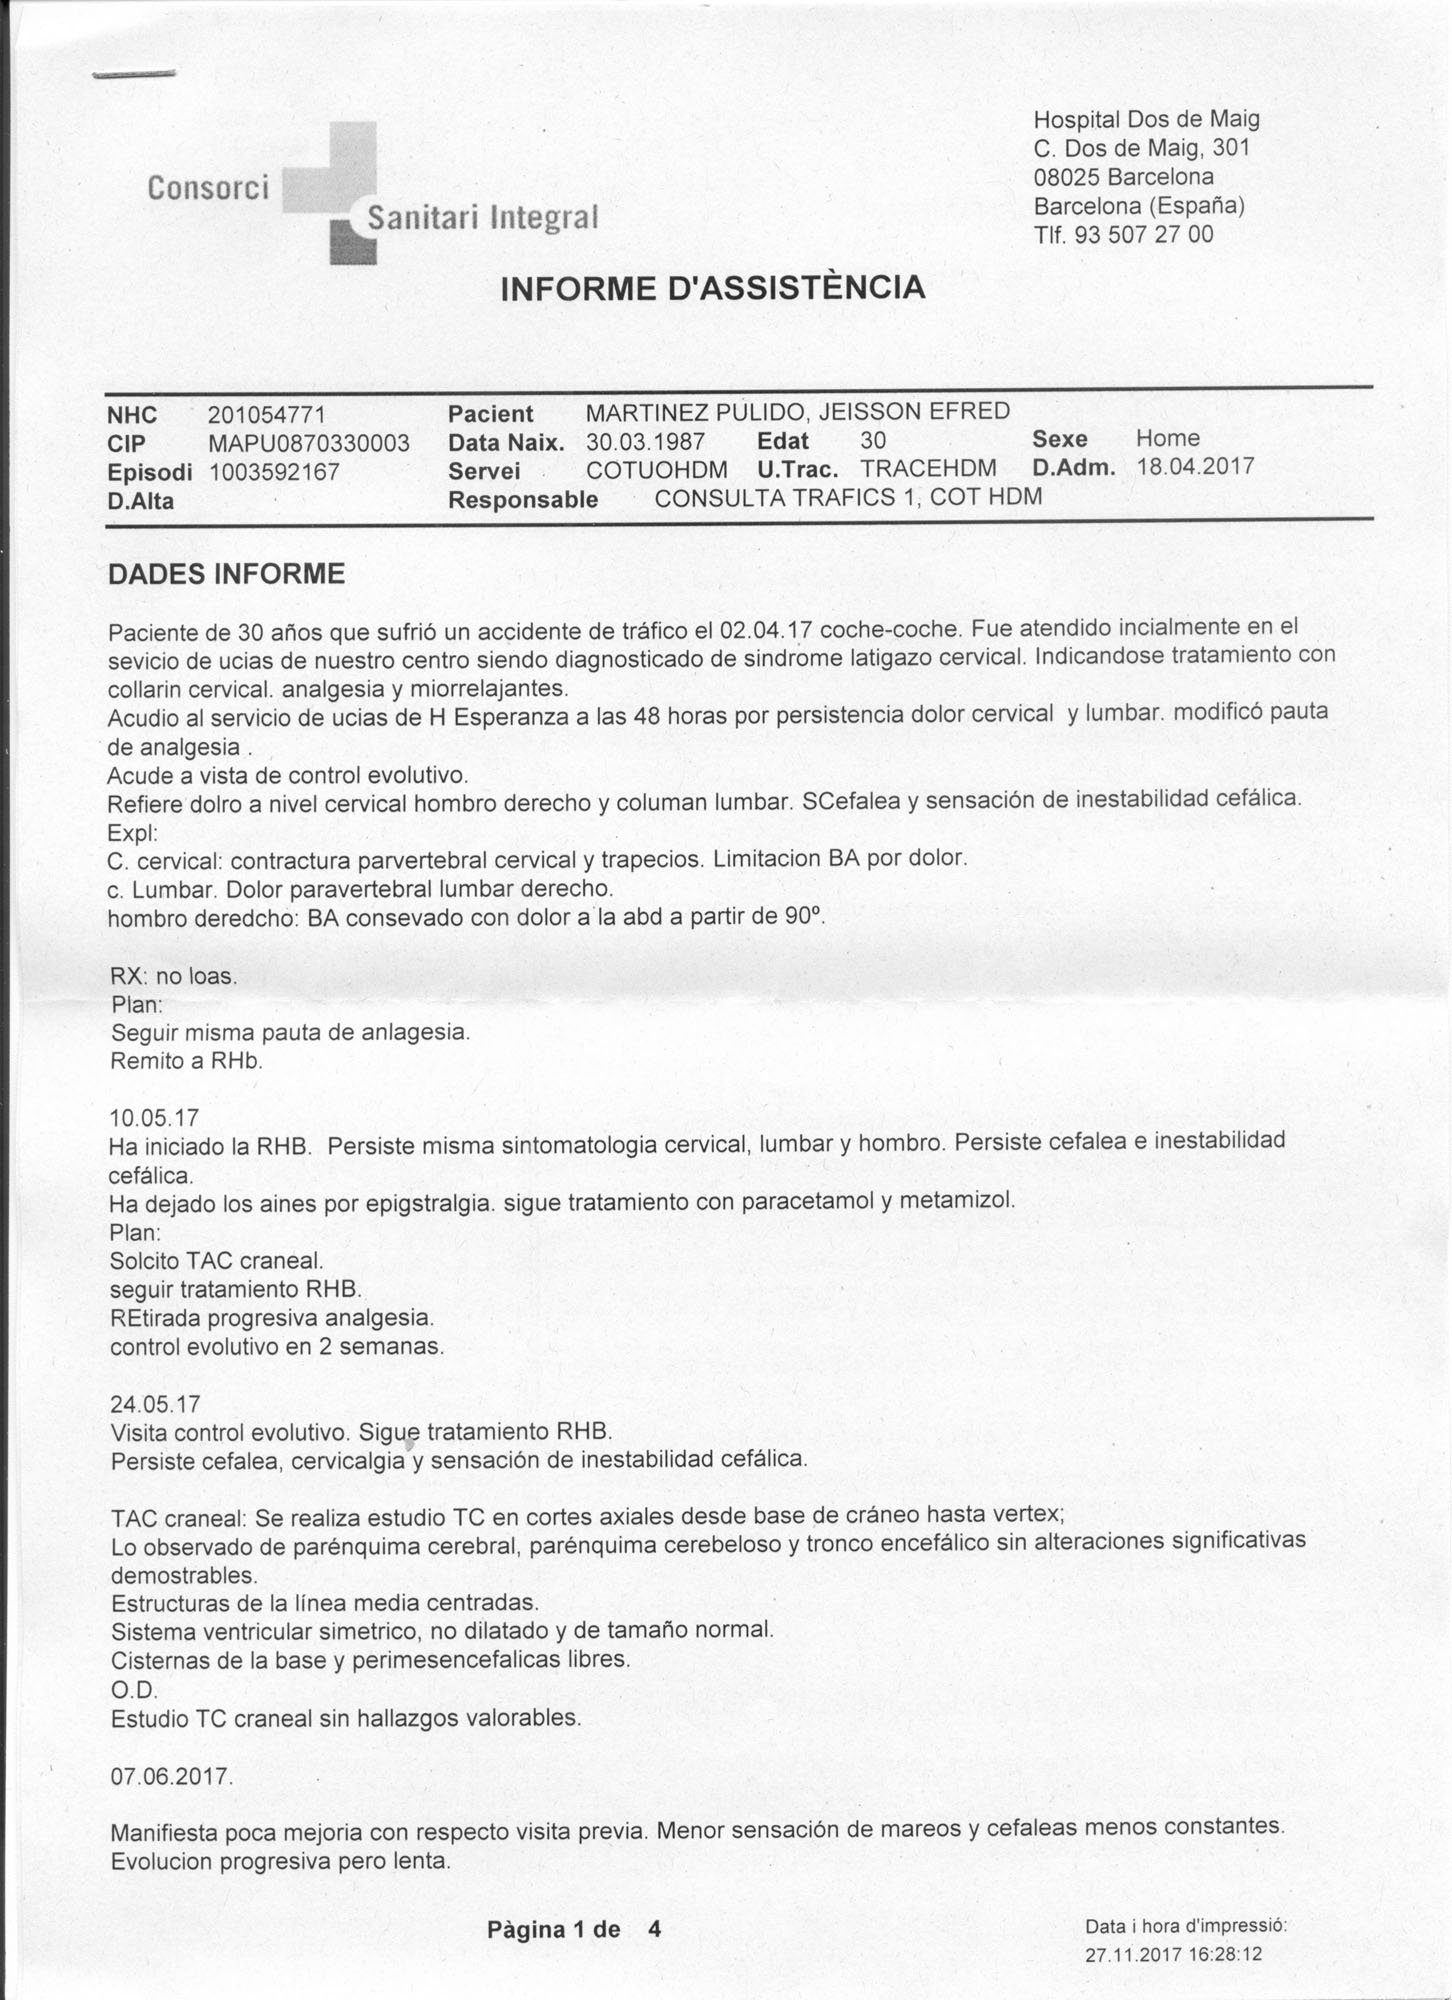 Hospital Dos de Maig
C. Dos de Maig, 301
08025 Barcelona
Barcelona (España)
Tlf. 93 507 27 00
Consorci
Sanitari Integral
INFORME D'ASSISTÈNCIA
NHC 201054771 Pacient MARTINEZ PULIDO, JEISSON EFRED
CIP MAPU0870330003 Data Naix. 30.03.1987 Edat 30 Sexe Home
Episodi 1003592167 Servei COTUOHDM U.Trac. TRACEHDM D.Adm. 18.04.2017
D.Alta Responsable CONSULTA TRAFICS 1, COT HDM
DADES INFORME
Paciente de 30 años que sufrió un accidente de tráfico el 02.04.17 coche-coche. Fue atendido incialmente en el
sevicio de ucias de nuestro centro siendo diagnosticado de sindrome latigazo cervical. Indicandose tratamiento con
collarin cervical. analgesia y miorrelajantes.
Acudio al servicio de ucias de H Esperanza a las 48 horas por persistencia dolor cervical y lumbar. modificó pauta
de analgesia .
Acude a vista de control evolutivo.
Refiere dolro a nivel cervical hombro derecho y columan lumbar. SCefalea y sensación de inestabilidad cefálica.
Expl:
C. cervical: contractura parvertebral cervical y trapecios. Limitacion BA por dolor.
c. Lumbar. Dolor paravertebral lumbar derecho.
hombro deredcho: BA consevado con dolor a la abd a partir de 90º.
RX: no loas.
Plan:
Seguir misma pauta de anlagesia.
Remito a RHb.
10.05.17
Ha iniciado la RHB. Persiste misma sintomatologia cervical, lumbar y hombro. Persiste cefalea e inestabilidad
cefálica.
Ha dejado los aines por epigstralgia. sigue tratamiento con paracetamol y metamizol.
Plan:
Solcito TAC craneal.
seguir tratamiento RHB.
REtirada progresiva analgesia.
control evolutivo en 2 semanas.
24.05.17
Visita control evolutivo. Sigue tratamiento RHB.
Persiste cefalea, cervicalgia y sensación de inestabilidad cefálica.
TAC craneal: Se realiza estudio TC en cortes axiales desde base de cráneo hasta vertex;
Lo observado de parénquima cerebral, parénquima cerebeloso y tronco encefálico sin alteraciones significativas
demostrables.
Estructuras de la línea media centradas.
Sistema ventricular simetrico, no dilatado y de tamaño normal.
Cisternas de la base y perimesencefalicas libres.
O.D.
Estudio TC craneal sin hallazgos valorables.
07.06.2017.
Manifiesta poca mejoria con respecto visita previa. Menor sensación de mareos y cefaleas menos constantes.
Evolucion progresiva pero lenta.
Pàgina 1 de 4
Data i hora d'impressió:
27.11.2017 16:28:12